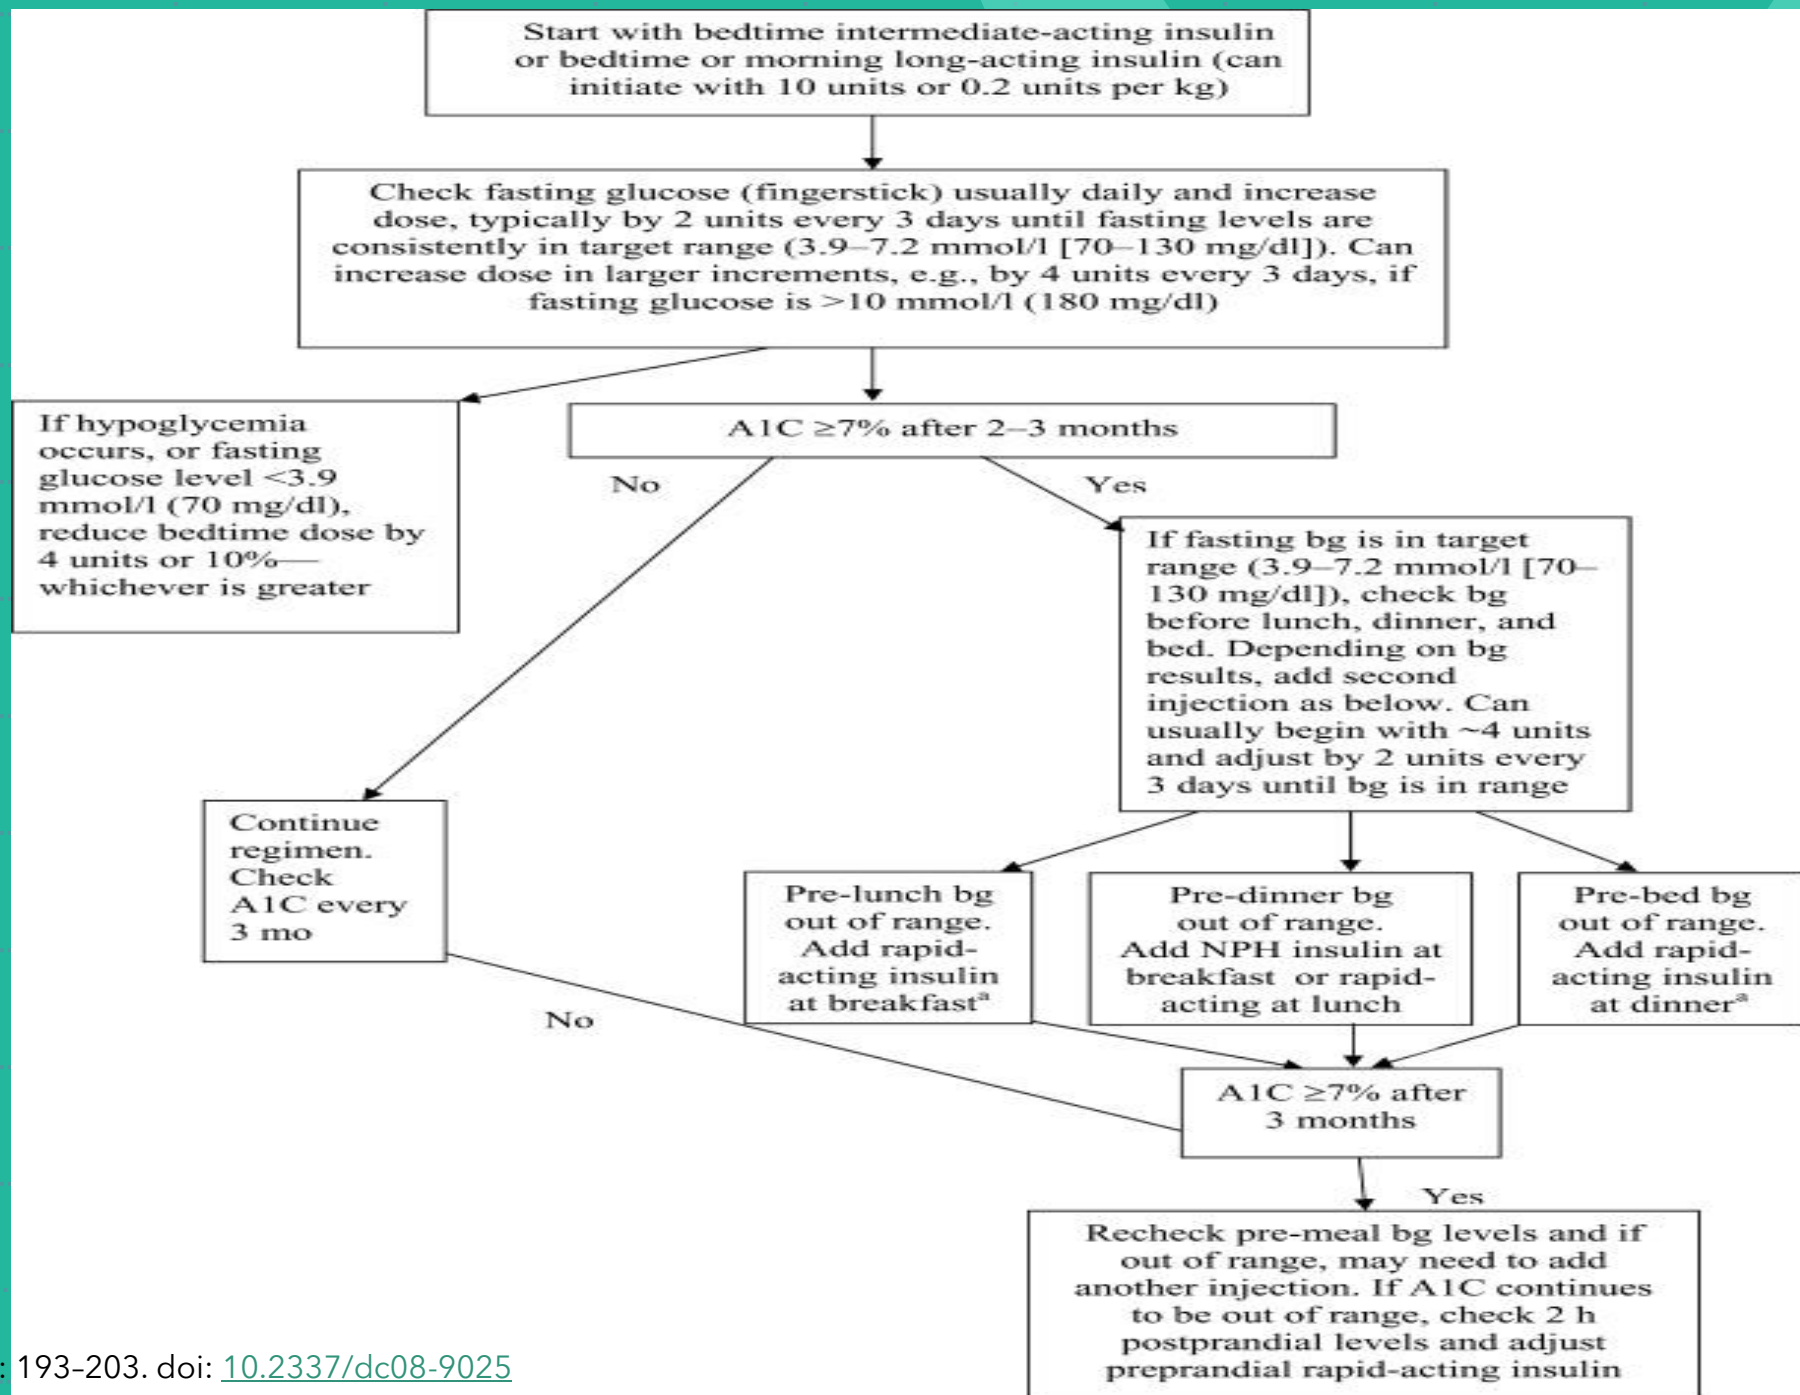 Start with bedtime intermediate-acting insulin
or bedtime or morning long-acting insulin (can
initiate with 10 units or 0.2 units per kg)
Check fasting glucose (fingerstick) usually daily and increase
dose, typically by 2 units every 3 days until fasting levels are
consistently in target range (3.9–7.2 mmol/l [70–130 mg/dl]). Can
increase dose in larger increments, e.g., by 4 units every 3 days, if
fasting glucose is >10 mmol/l (180 mg/dl)
If hypoglycemia
occurs, or fasting
glucose level <3.9
mmol/l (70 mg/dl),
reduce bedtime dose by
4 units or 10%—
whichever is greater
A1C ≥7% after 2–3 months
No
Yes
If fasting bg is in target
range (3.9–7.2 mmol/l [70–
130 mg/dl]), check bg
before lunch, dinner, and
bed. Depending on bg
results, add second
injection as below. Can
usually begin with ~4 units
and adjust by 2 units every
3 days until bg is in range
Continue
regimen.
Check
A1C every
3 mo
Pre-lunch bg
out of range.
Add rapid-
acting insulin
at breakfastª
Pre-dinner bg
out of range.
Add NPH insulin at
breakfast or rapid-
acting at lunch
Pre-bed bg
out of range.
Add rapid-
acting insulin
at dinnerª
No
A1C ≥7% after
3 months
Yes
Recheck pre-meal bg levels and if
out of range, may need to add
another injection. If A1C continues
to be out of range, check 2 h
postprandial levels and adjust
preprandial rapid-acting insulin
: 193-203. doi: 10.2337/dc08-9025